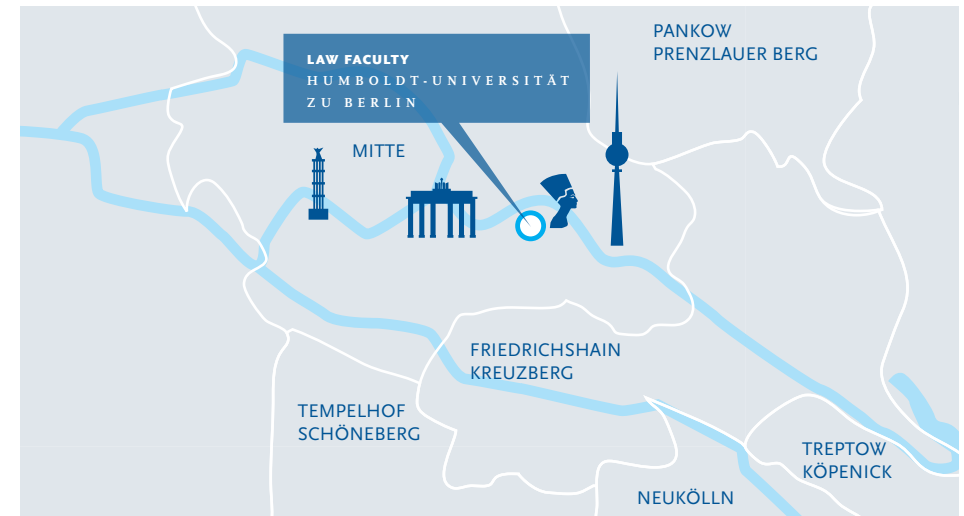 PANKOW
PRENZLAUER BERG
LAW FACULTY
HUMBOLDT-UNIVERSITÄT
ZU BERLIN
MITTE
FRIEDRICHSHAIN
KREUZBERG
TEMPELHOF
SCHÖNEBERG
TREPTOW
KÖPENICK
NEUKÖLLN